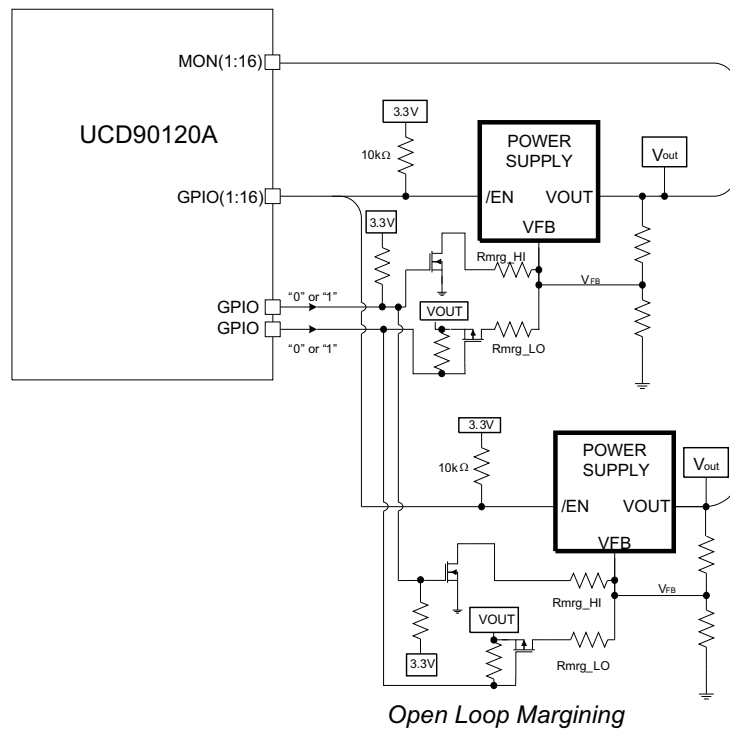 MON(1:16)
UCD90120A
3.3V
10kΩ
POWER
SUPPLY
Vout
GPIO(1:16)
/EN
VOUT
VFB
3.3V
Rmrg_HI
VFB
GPIO
"0" or "1"
GPIO
"0" or "1"
VOUT
Rmrg_LO
3.3V
10kΩ
POWER
SUPPLY
Vout
/EN
VOUT
VFB
Rmrg_HI
VFB
VOUT
3.3V
Rmrg_LO
Open Loop Margining